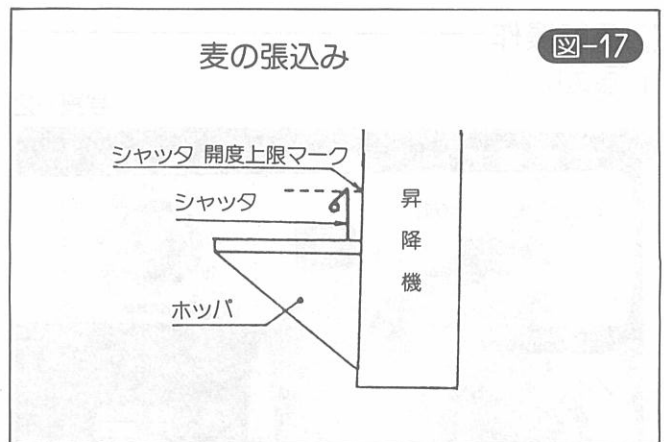 麦の張込み
図-17
シャッタ 開度上限マーク
シャッタ
昇降機
ホッパ